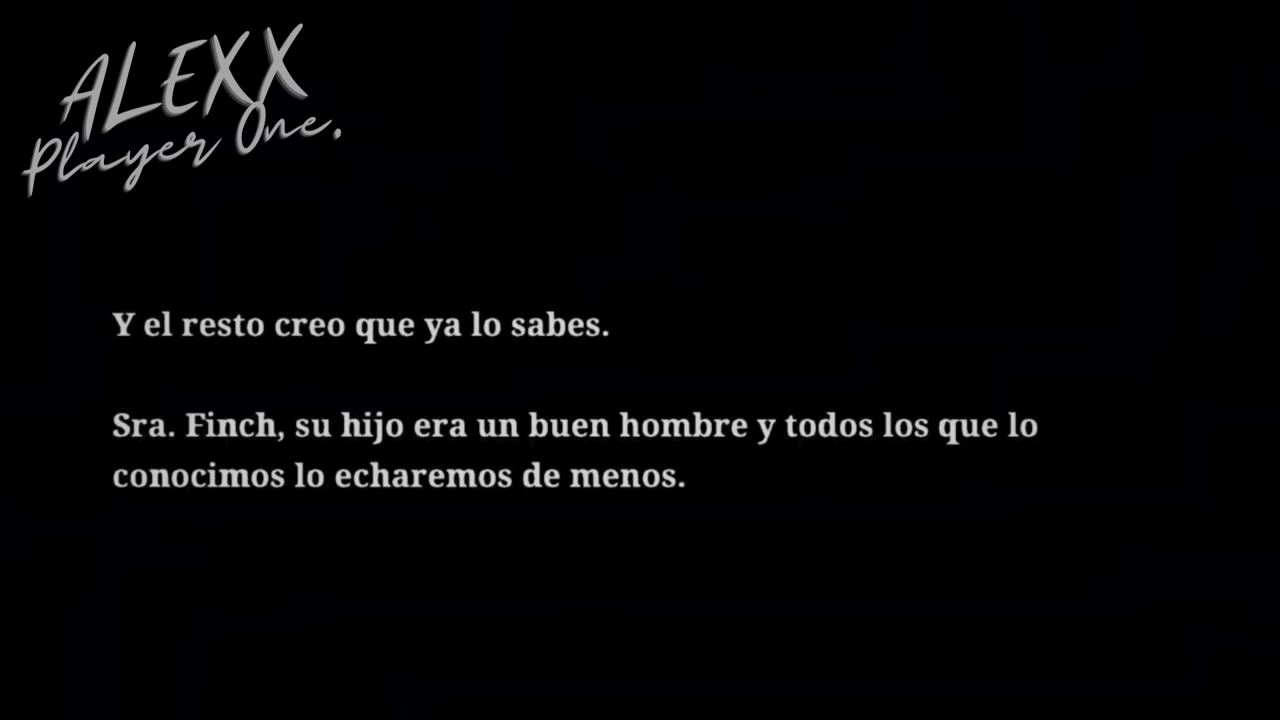 ALEXX
Player One.
Y el resto creo que ya lo sabes.
Sra. Finch, su hijo era un buen hombre y todos los que lo
conocimos lo echaremos de menos.